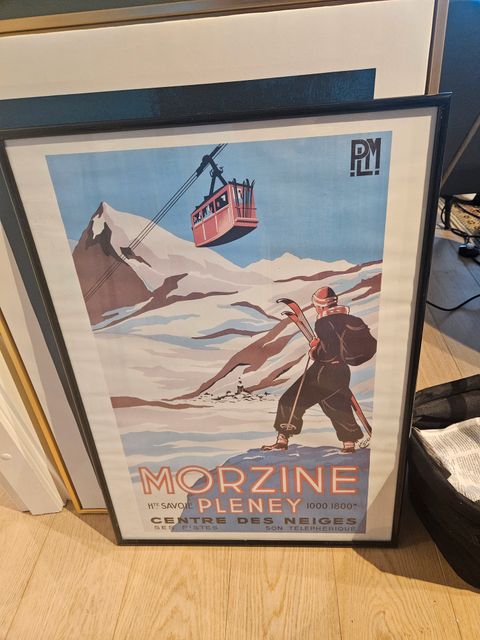 PLM
MORZINE
HTE SAVOIE PLENEY 1000.1800M
CENTRE DES NEIGES
SES PISTES SON TELEPHERIQUE